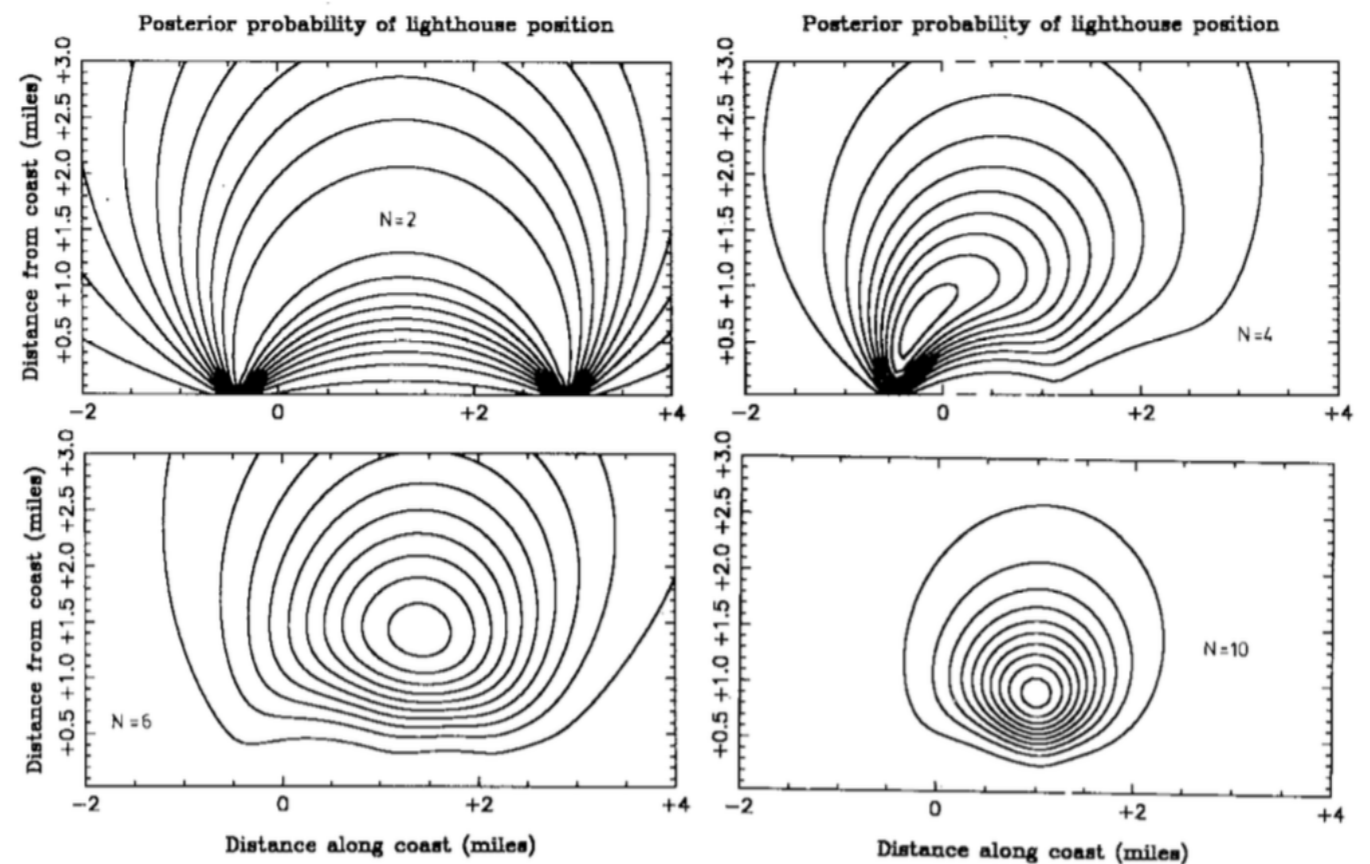 Posterior probability of lighthouse position
Distance from coast (miles)
+0.5 +1.0 +1.5 +2.0 +2.5 +3.0
N=2
-2 0 +2 +4
Posterior probability of lighthouse position
+0.5 +1.0 +1.5 +2.0 +2.5 +3.0
N=4
-2 0 +2 +4
Distance from coast (miles)
+0.5 +1.0 +1.5 +2.0 +2.5 +3.0
N=6
-2 0 +2 +4
Distance along coast (miles)
+0.5 +1.0 +1.5 +2.0 +2.5 +3.0
N=10
-2 0 +2 +4
Distance along coast (miles)